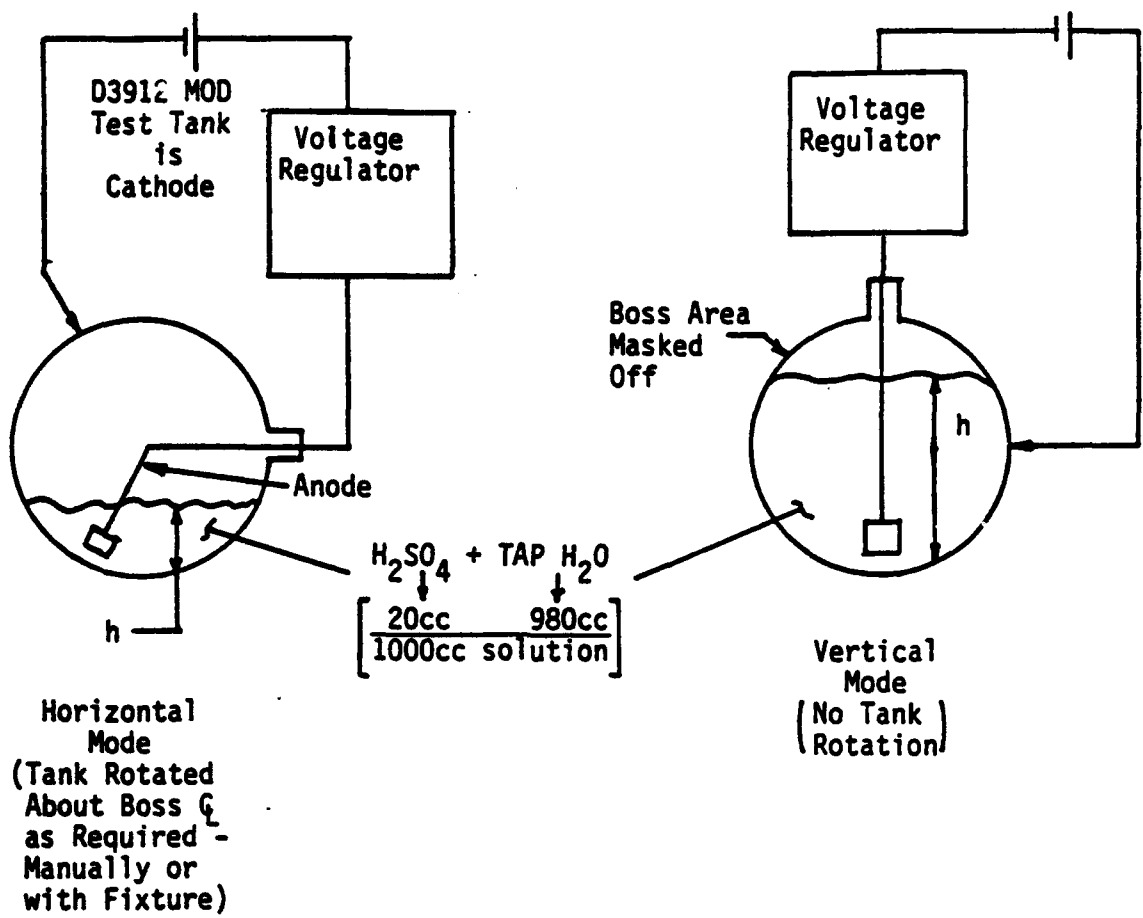 D3912 MOD
Test Tank
is
Cathode
Voltage
Regulator
Anode
h
Horizontal
Mode
(Tank Rotated
About Boss ℄
as Required -
Manually or
with Fixture)
H2SO4 + TAP H2O
20cc 980cc
1000cc solution
Voltage
Regulator
Boss Area
Masked
Off
h
Vertical
Mode
(No Tank
Rotation)